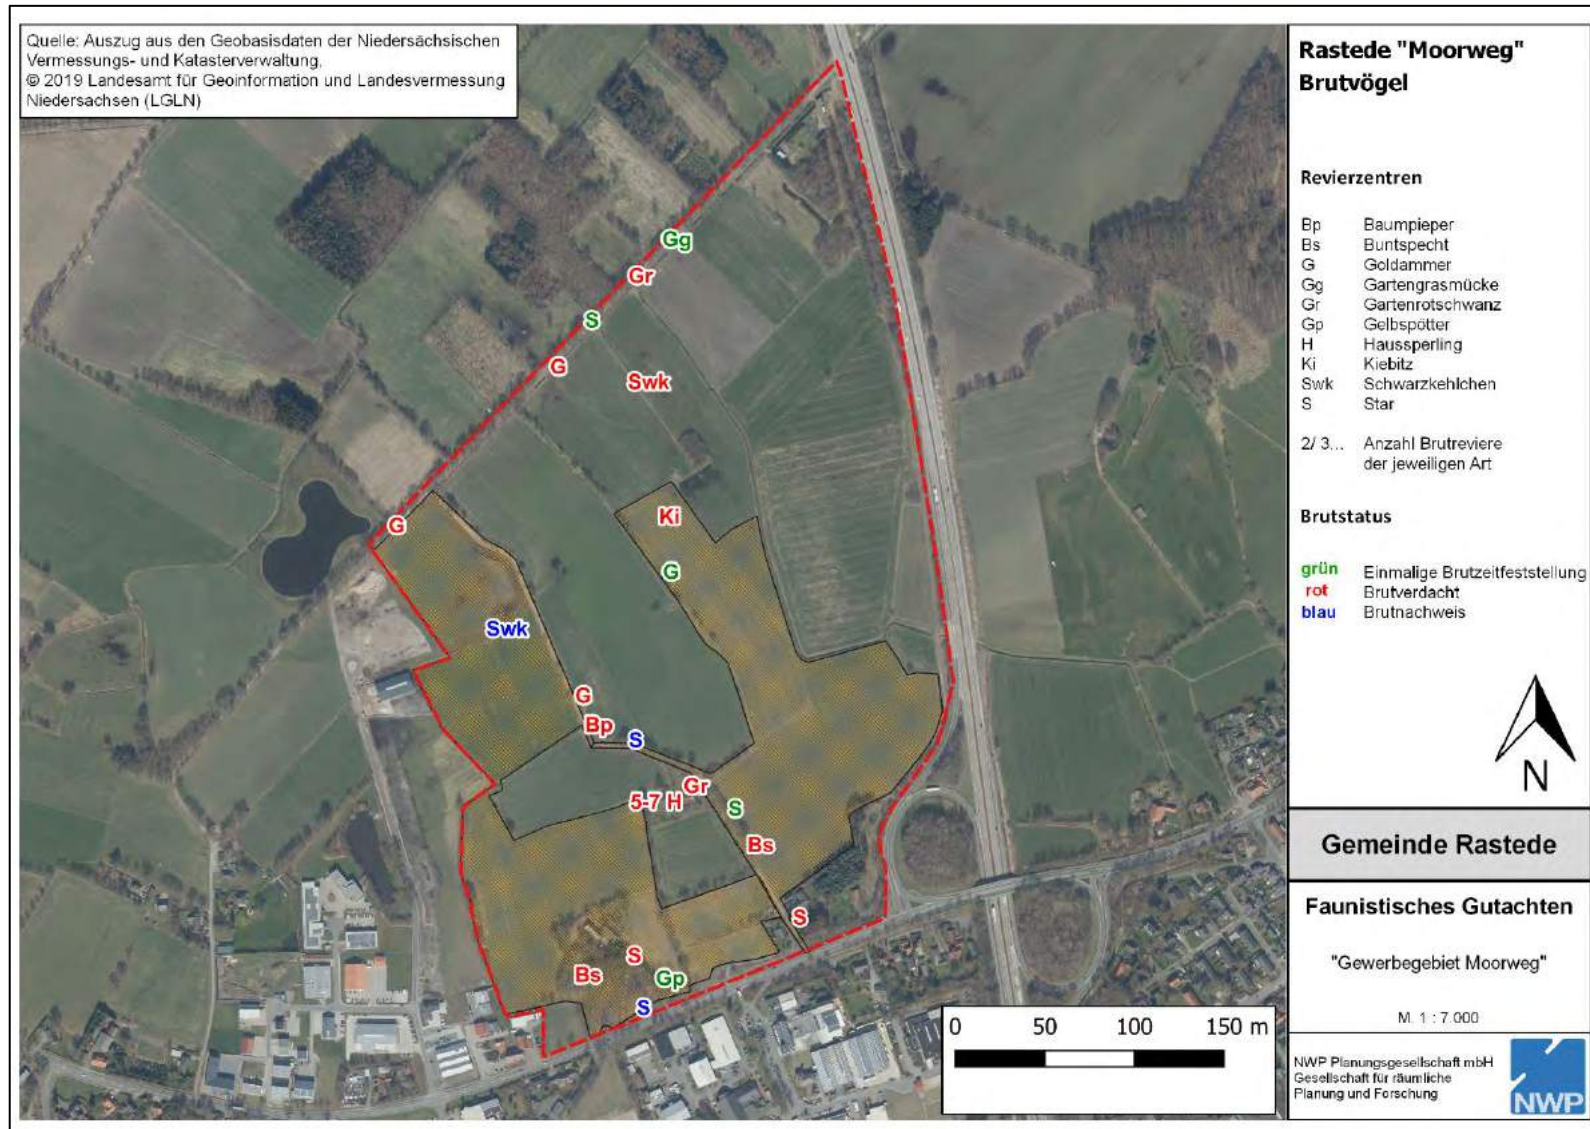 Quelle: Auszug aus den Geobasisdaten der Niedersächsischen
Vermessungs- und Katasterverwaltung,
© 2019 Landesamt für Geoinformation und Landesvermessung
Niedersachsen (LGLN)
Gg
Gr
S
G
Swk
G
Ki
G
Swk
G
Bp
S
Gr
5-7 H
S
Bs
S
S
Bs
Gp
S
0 50 100 150 m
Rastede "Moorweg"
Brutvögel
Revierzentren
Bp Baumpieper
Bs Buntspecht
G Goldammer
Gg Gartengrasmücke
Gr Gartenrotschwanz
Gp Gelbspötter
H Haussperling
Ki Kiebitz
Swk Schwarzkehlchen
S Star
2/ 3... Anzahl Brutreviere
der jeweiligen Art
Brutstatus
grün Einmalige Brutzeitfeststellung
rot Brutverdacht
blau Brutnachweis
N
Gemeinde Rastede
Faunistisches Gutachten
"Gewerbegebiet Moorweg"
M. 1 : 7.000
NWP Planungsgesellschaft mbH
Gesellschaft für räumliche
Planung und Forschung
NWP